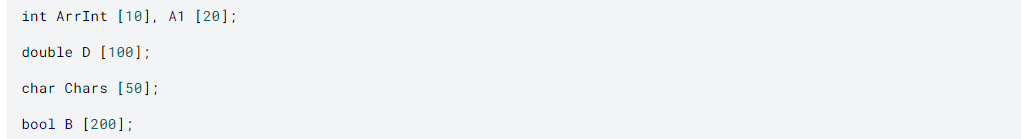 int ArrInt [10], A1 [20];
double D [100];
char Chars [50];
bool B [200];